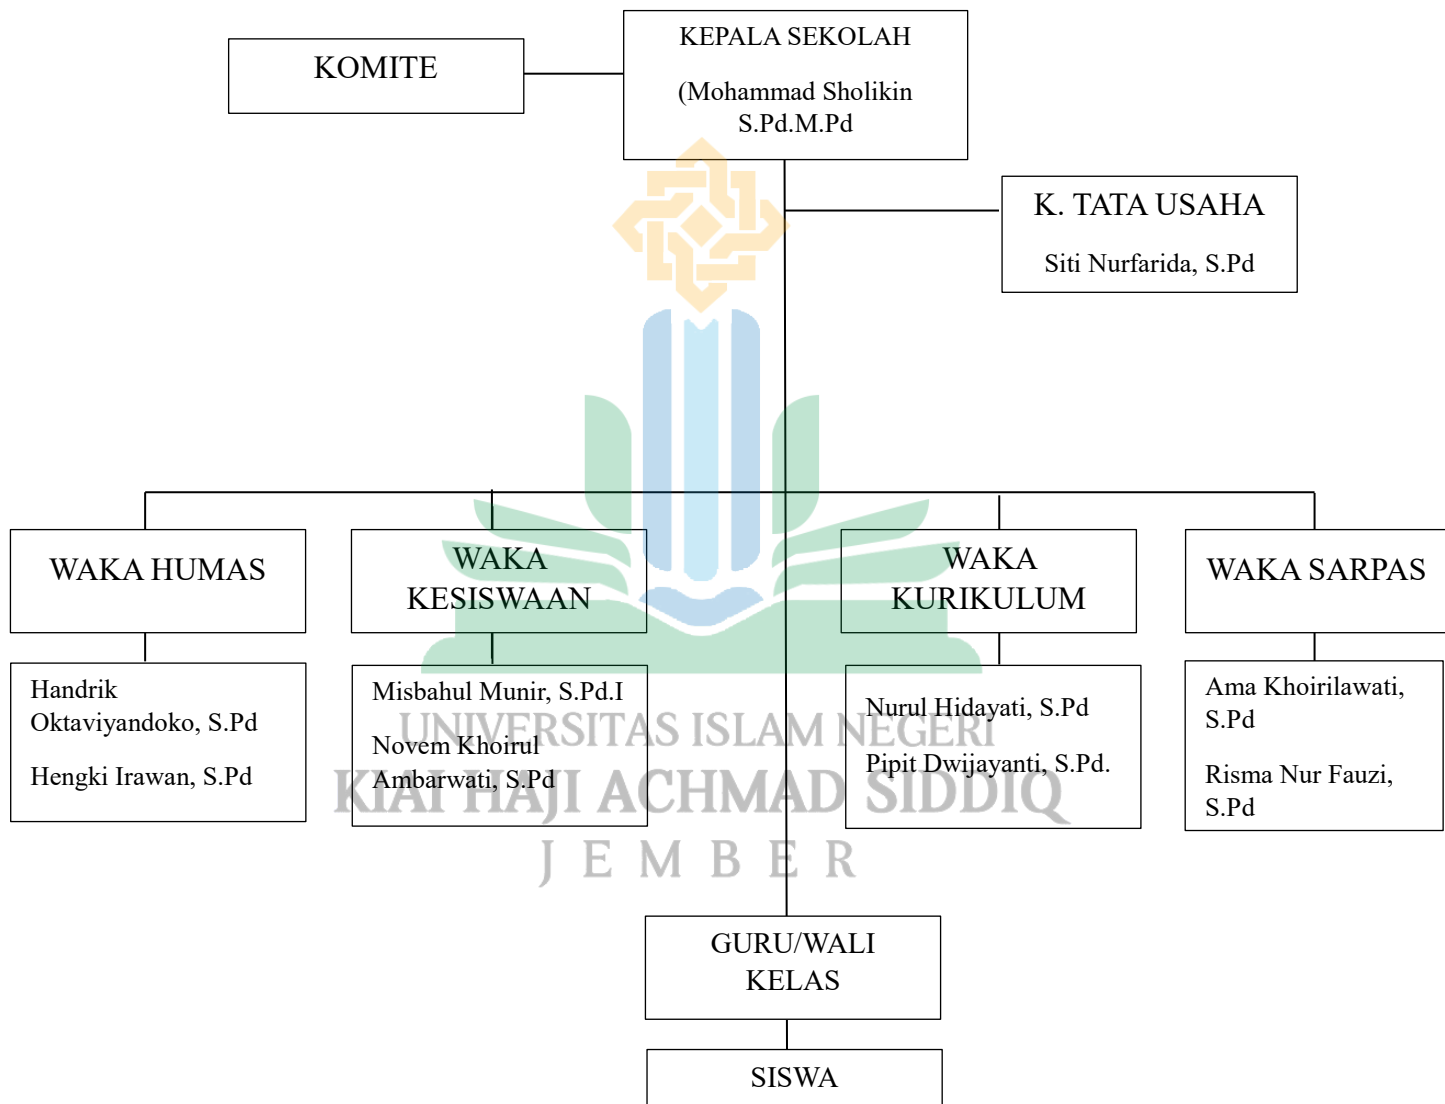 KOMITE
KEPALA SEKOLAH
(Mohammad Sholikin
S.Pd.M.Pd
K. TATA USAHA
Siti Nurfarida, S.Pd
WAKA HUMAS
WAKA
KESISWAAN
WAKA
KURIKULUM
WAKA SARPAS
Handrik
Oktaviyandoko, S.Pd
Hengki Irawan, S.Pd
Misbahul Munir, S.Pd.I
Novem Khoirul
Ambarwati, S.Pd
Nurul Hidayati, S.Pd
Pipit Dwijayanti, S.Pd.
Ama Khoirilawati,
S.Pd
Risma Nur Fauzi,
S.Pd
UNIVERSITAS ISLAM NEGERI
KIAI HAJI ACHMAD SIDDIQ
JEMBER
GURU/WALI
KELAS
SISWA